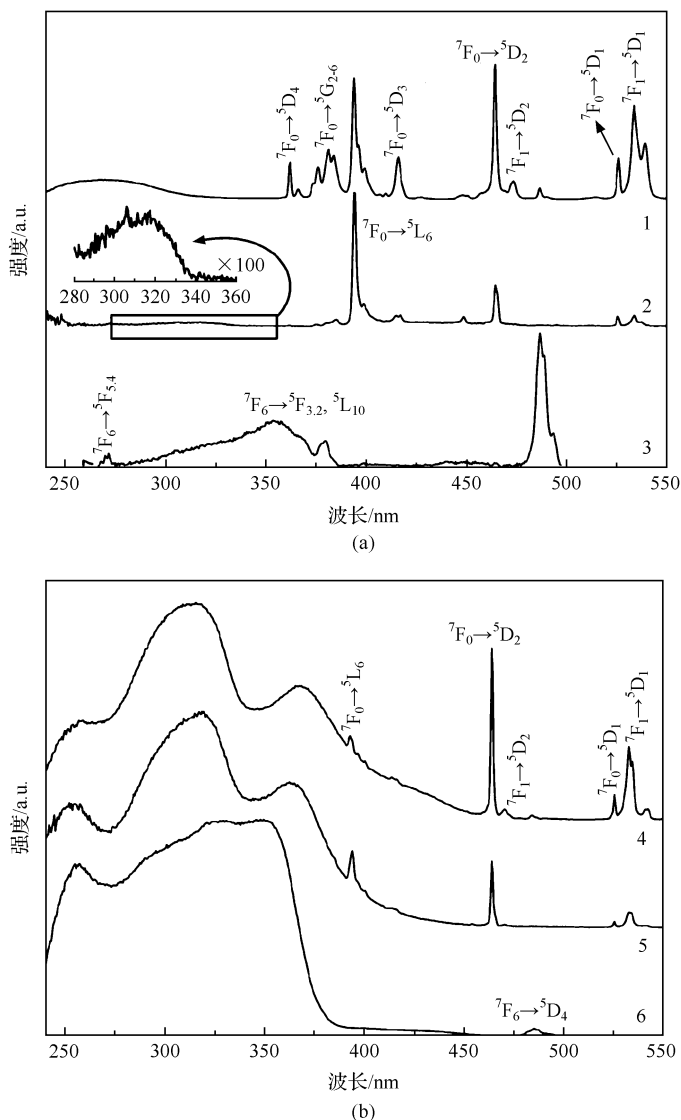 ⁷F₀→⁵D₄
⁷F₀→⁵G₂₋₆
⁷F₀→⁵D₃
⁷F₀→⁵D₂
⁷F₁→⁵D₂
⁷F₀→⁵D₁
⁷F₁→⁵D₁
1
⁷F₀→⁵L₆
×100
280 300 320 340 360
2
⁷F₆→⁵F₅.₄
⁷F₆→⁵F₃.₂, ⁵L₁₀
3
强度/a.u.
250 300 350 400 450 500 550
波长/nm
(a)
⁷F₀→⁵L₆
⁷F₀→⁵D₂
⁷F₁→⁵D₂
⁷F₀→⁵D₁
⁷F₁→⁵D₁
4
5
⁷F₆→⁵D₄
6
强度/a.u.
250 300 350 400 450 500 550
波长/nm
(b)